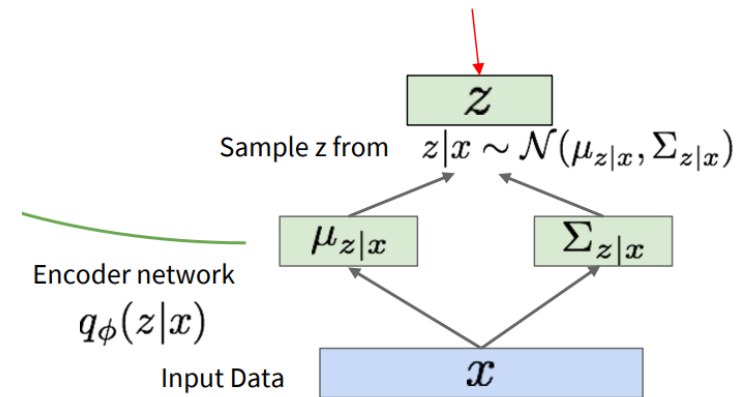 z
Sample z from z|x ∼ 𝒩(μ_{z|x}, Σ_{z|x})
μ_{z|x} Σ_{z|x}
Encoder network
q_ϕ(z|x)
Input Data x